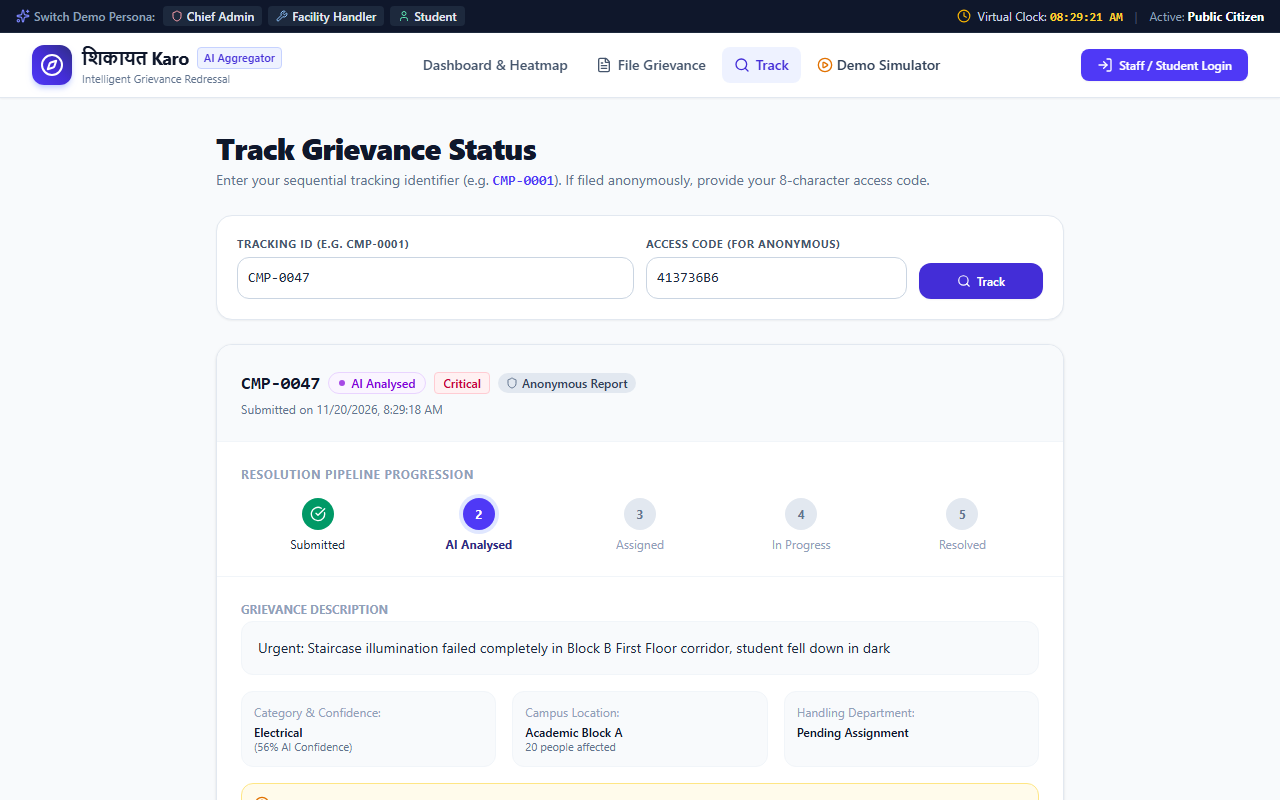 Switch Demo Persona: Chief Admin Facility Handler Student Virtual Clock: 08:29:21 AM | Active: Public Citizen
शिकायत Karo AI Aggregator
Intelligent Grievance Redressal
Dashboard & Heatmap File Grievance Track Demo Simulator Staff / Student Login
Track Grievance Status
Enter your sequential tracking identifier (e.g. CMP-0001). If filed anonymously, provide your 8-character access code.
TRACKING ID (E.G. CMP-0001) ACCESS CODE (FOR ANONYMOUS)
CMP-0047 413736B6 Track
CMP-0047 AI Analysed Critical Anonymous Report
Submitted on 11/20/2026, 8:29:18 AM
RESOLUTION PIPELINE PROGRESSION
2 3 4 5
Submitted AI Analysed Assigned In Progress Resolved
GRIEVANCE DESCRIPTION
Urgent: Staircase illumination failed completely in Block B First Floor corridor, student fell down in dark
Category & Confidence: Campus Location: Handling Department:
Electrical Academic Block A Pending Assignment
(56% AI Confidence) 20 people affected